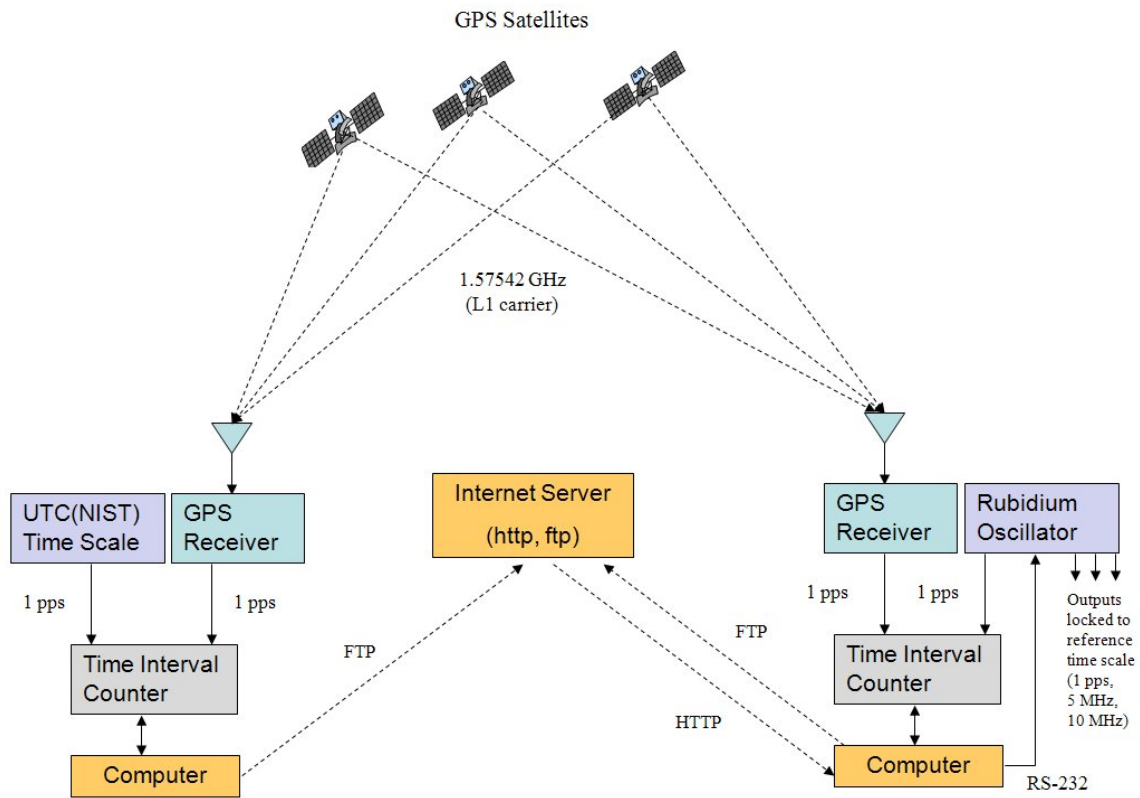 GPS Satellites
1.57542 GHz
(L1 carrier)
UTC(NIST)
Time Scale
GPS
Receiver
Internet Server
(http, ftp)
GPS
Receiver
Rubidium
Oscillator
1 pps
1 pps
1 pps
1 pps
Outputs
locked to
reference
time scale
(1 pps,
5 MHz,
10 MHz)
Time Interval
Counter
FTP
FTP
Time Interval
Counter
HTTP
Computer
Computer
RS-232